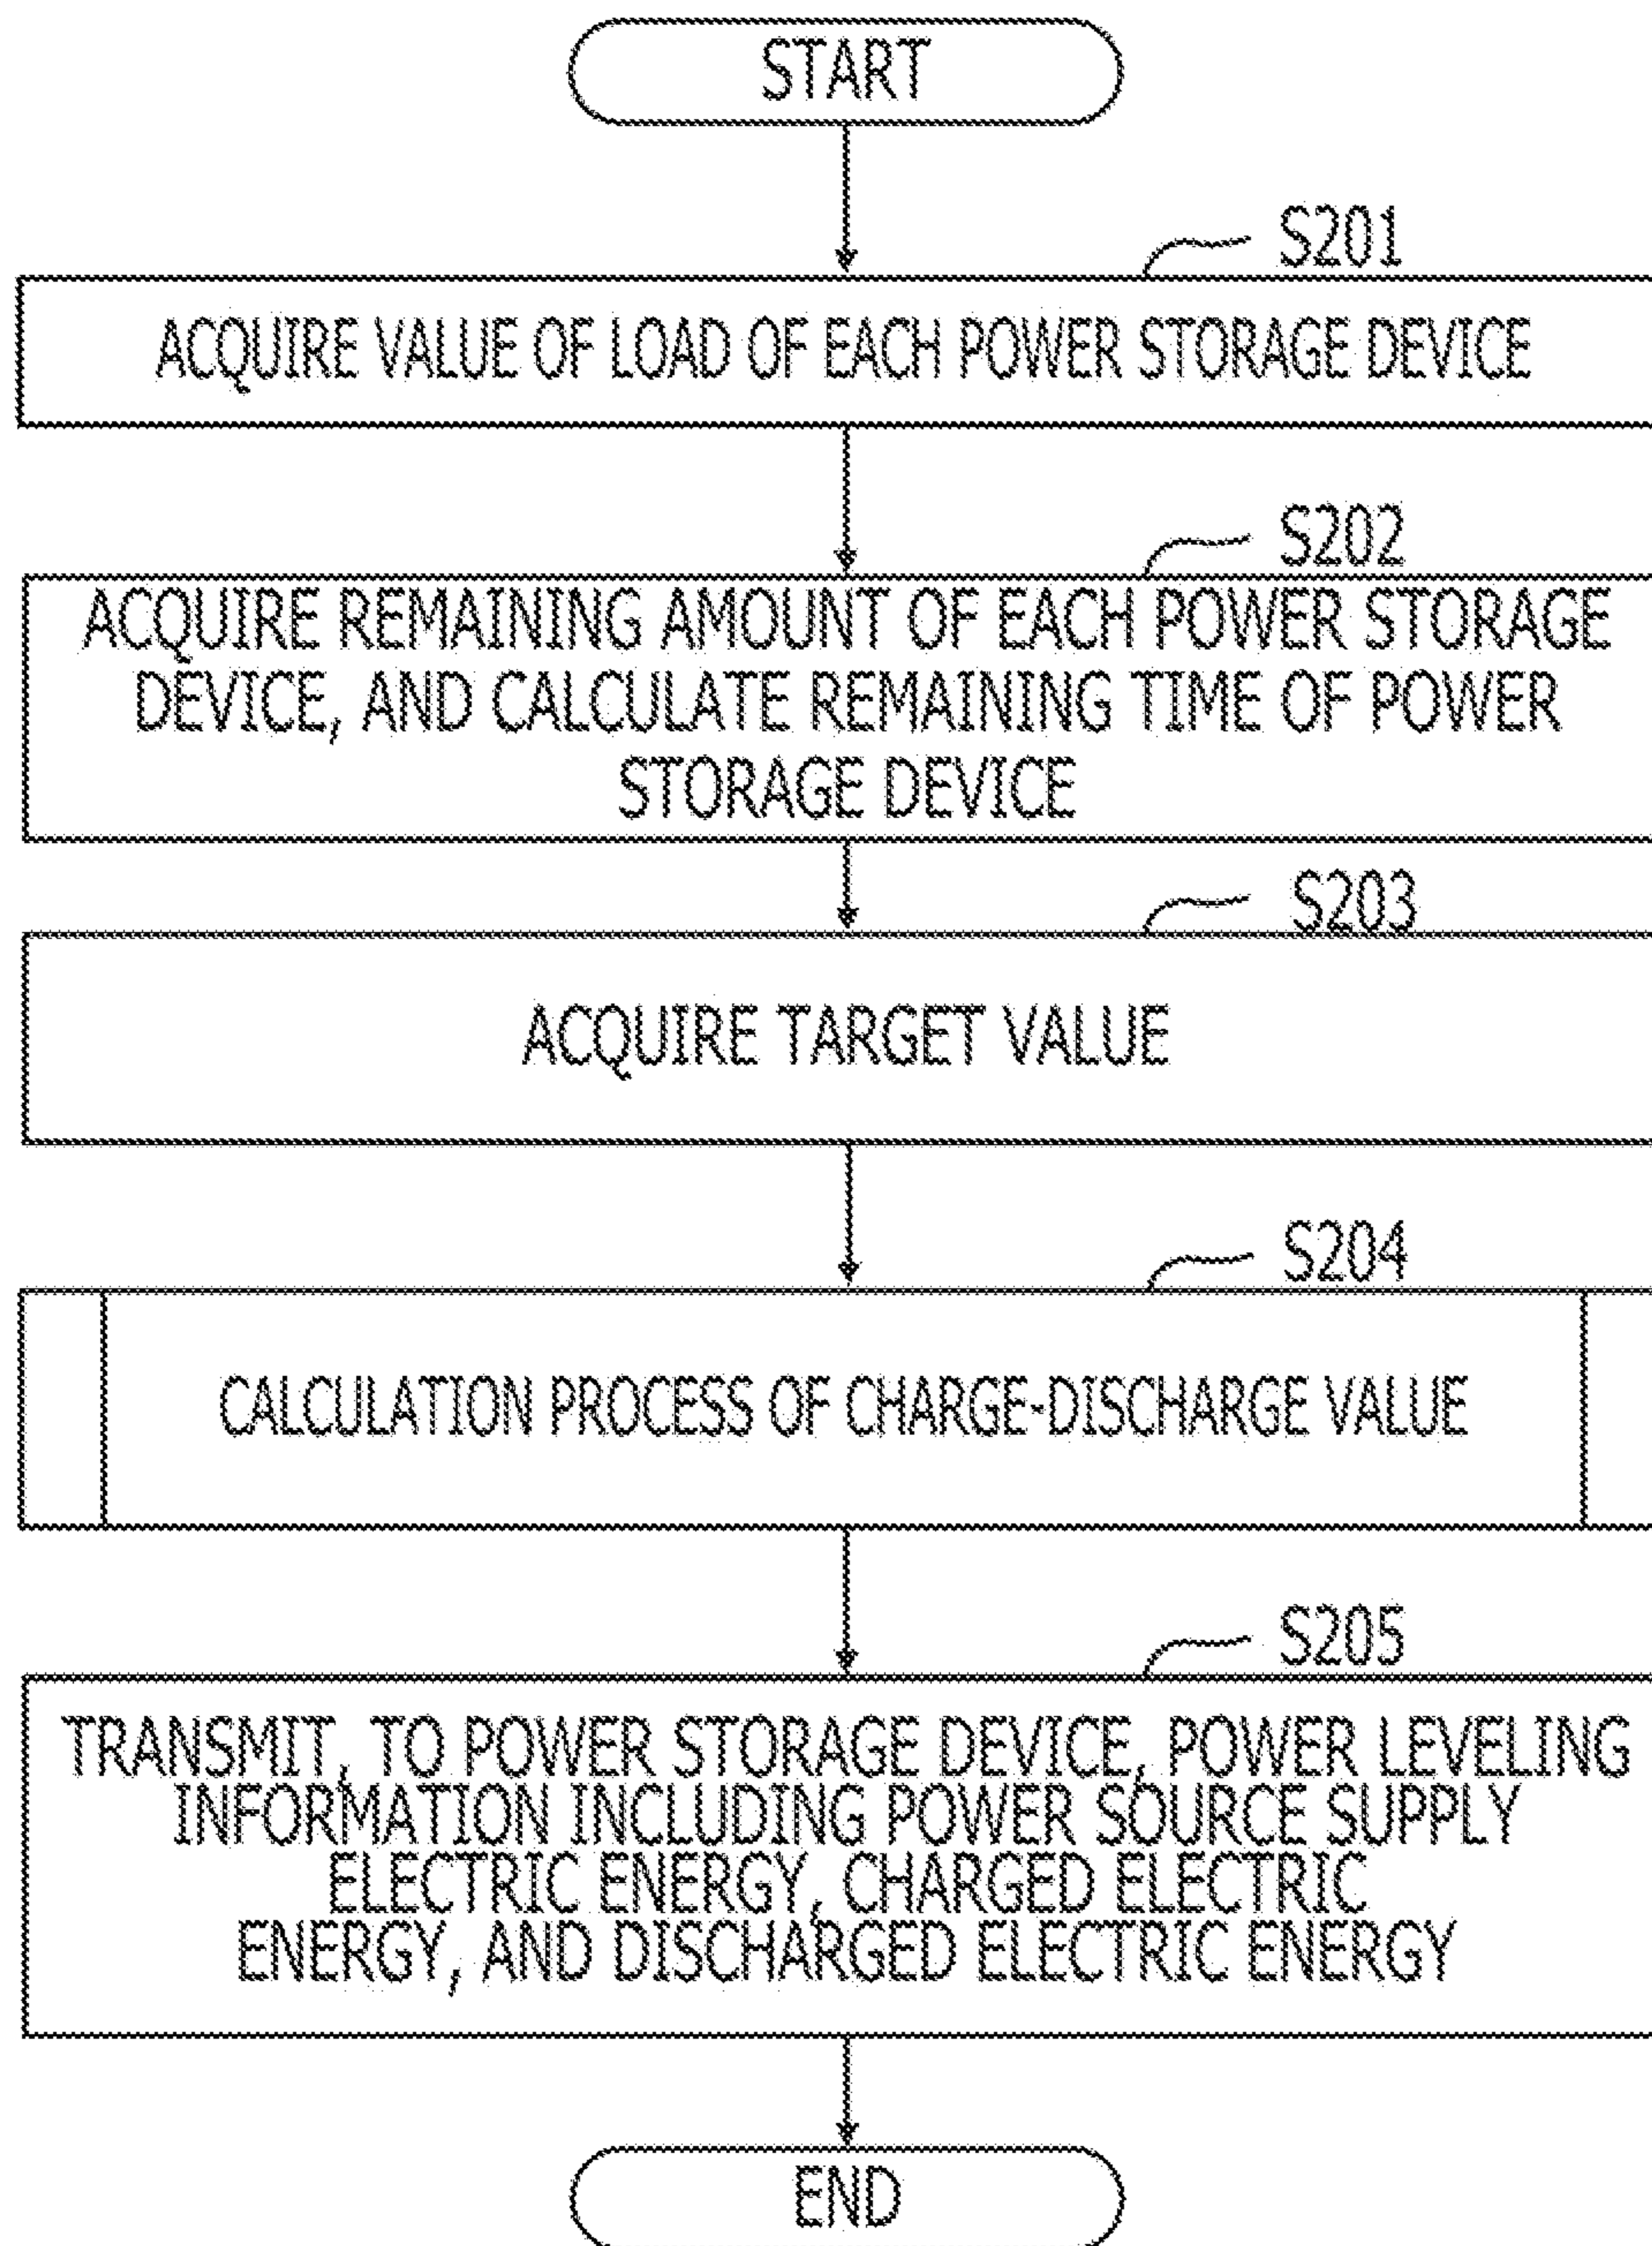 START
S201
ACQUIRE VALUE OF LOAD OF EACH POWER STORAGE DEVICE
S202
ACQUIRE REMAINING AMOUNT OF EACH POWER STORAGE
DEVICE, AND CALCULATE REMAINING TIME OF POWER
STORAGE DEVICE
S203
ACQUIRE TARGET VALUE
S204
CALCULATION PROCESS OF CHARGE-DISCHARGE VALUE
S205
TRANSMIT, TO POWER STORAGE DEVICE, POWER LEVELING
INFORMATION INCLUDING POWER SOURCE SUPPLY
ELECTRIC ENERGY, CHARGED ELECTRIC
ENERGY, AND DISCHARGED ELECTRIC ENERGY
END